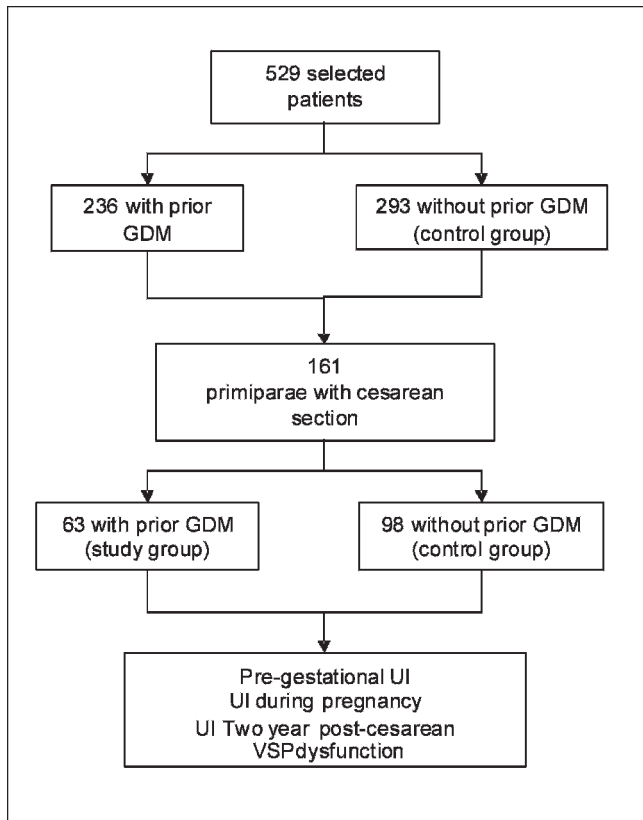 529 selected
patients
236 with prior
GDM
293 without prior GDM
(control group)
161
primiparae with cesarean
section
63 with prior GDM
(study group)
98 without prior GDM
(control group)
Pre-gestational UI
UI during pregnancy
UI Two year post-cesarean
VSPdysfunction